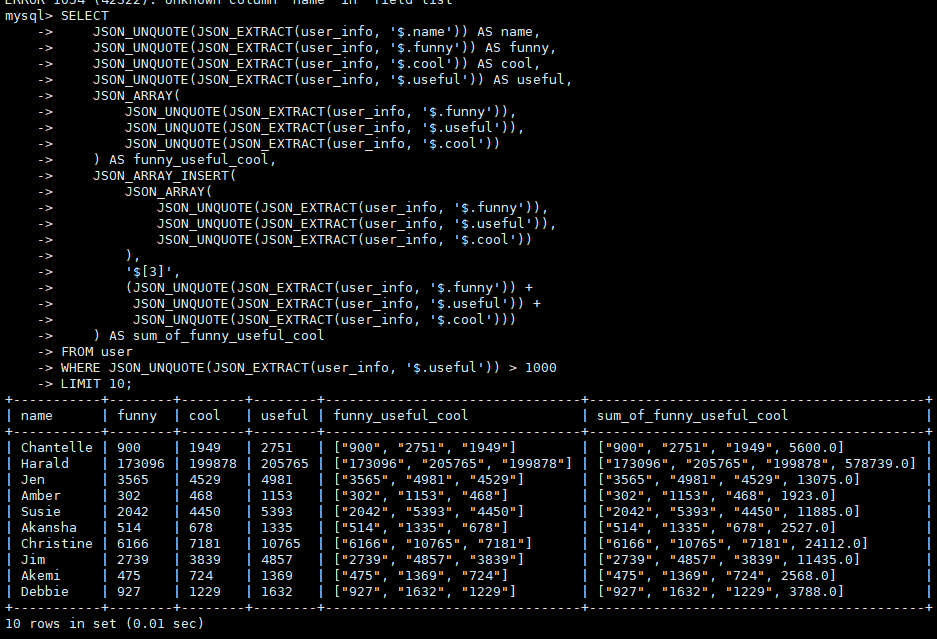 ERROR 1054 (42S22): Unknown column 'name' in 'field list'
mysql> SELECT
    ->     JSON_UNQUOTE(JSON_EXTRACT(user_info, '$.name')) AS name,
    ->     JSON_UNQUOTE(JSON_EXTRACT(user_info, '$.funny')) AS funny,
    ->     JSON_UNQUOTE(JSON_EXTRACT(user_info, '$.cool')) AS cool,
    ->     JSON_UNQUOTE(JSON_EXTRACT(user_info, '$.useful')) AS useful,
    ->     JSON_ARRAY(
    ->         JSON_UNQUOTE(JSON_EXTRACT(user_info, '$.funny')),
    ->         JSON_UNQUOTE(JSON_EXTRACT(user_info, '$.useful')),
    ->         JSON_UNQUOTE(JSON_EXTRACT(user_info, '$.cool'))
    ->     ) AS funny_useful_cool,
    ->     JSON_ARRAY_INSERT(
    ->         JSON_ARRAY(
    ->             JSON_UNQUOTE(JSON_EXTRACT(user_info, '$.funny')),
    ->             JSON_UNQUOTE(JSON_EXTRACT(user_info, '$.useful')),
    ->             JSON_UNQUOTE(JSON_EXTRACT(user_info, '$.cool'))
    ->         ),
    ->         '$[3]',
    ->         (JSON_UNQUOTE(JSON_EXTRACT(user_info, '$.funny')) +
    ->          JSON_UNQUOTE(JSON_EXTRACT(user_info, '$.useful')) +
    ->          JSON_UNQUOTE(JSON_EXTRACT(user_info, '$.cool')))
    ->     ) AS sum_of_funny_useful_cool
    -> FROM user
    -> WHERE JSON_UNQUOTE(JSON_EXTRACT(user_info, '$.useful')) > 1000
    -> LIMIT 10;
+-----------+--------+--------+--------+--------------------------------+------------------------------------------+
| name      | funny  | cool   | useful | funny_useful_cool              | sum_of_funny_useful_cool                 |
+-----------+--------+--------+--------+--------------------------------+------------------------------------------+
| Chantelle | 900    | 1949   | 2751   | ["900", "2751", "1949"]        | ["900", "2751", "1949", 5600.0]          |
| Harald    | 173096 | 199878 | 205765 | ["173096", "205765", "199878"] | ["173096", "205765", "199878", 578739.0] |
| Jen       | 3565   | 4529   | 4981   | ["3565", "4981", "4529"]       | ["3565", "4981", "4529", 13075.0]        |
| Amber     | 302    | 468    | 1153   | ["302", "1153", "468"]         | ["302", "1153", "468", 1923.0]           |
| Susie     | 2042   | 4450   | 5393   | ["2042", "5393", "4450"]       | ["2042", "5393", "4450", 11885.0]        |
| Akansha   | 514    | 678    | 1335   | ["514", "1335", "678"]         | ["514", "1335", "678", 2527.0]           |
| Christine | 6166   | 7181   | 10765  | ["6166", "10765", "7181"]      | ["6166", "10765", "7181", 24112.0]       |
| Jim       | 2739   | 3839   | 4857   | ["2739", "4857", "3839"]       | ["2739", "4857", "3839", 11435.0]        |
| Akemi     | 475    | 724    | 1369   | ["475", "1369", "724"]         | ["475", "1369", "724", 2568.0]           |
| Debbie    | 927    | 1229   | 1632   | ["927", "1632", "1229"]        | ["927", "1632", "1229", 3788.0]          |
+-----------+--------+--------+--------+--------------------------------+------------------------------------------+
10 rows in set (0.01 sec)